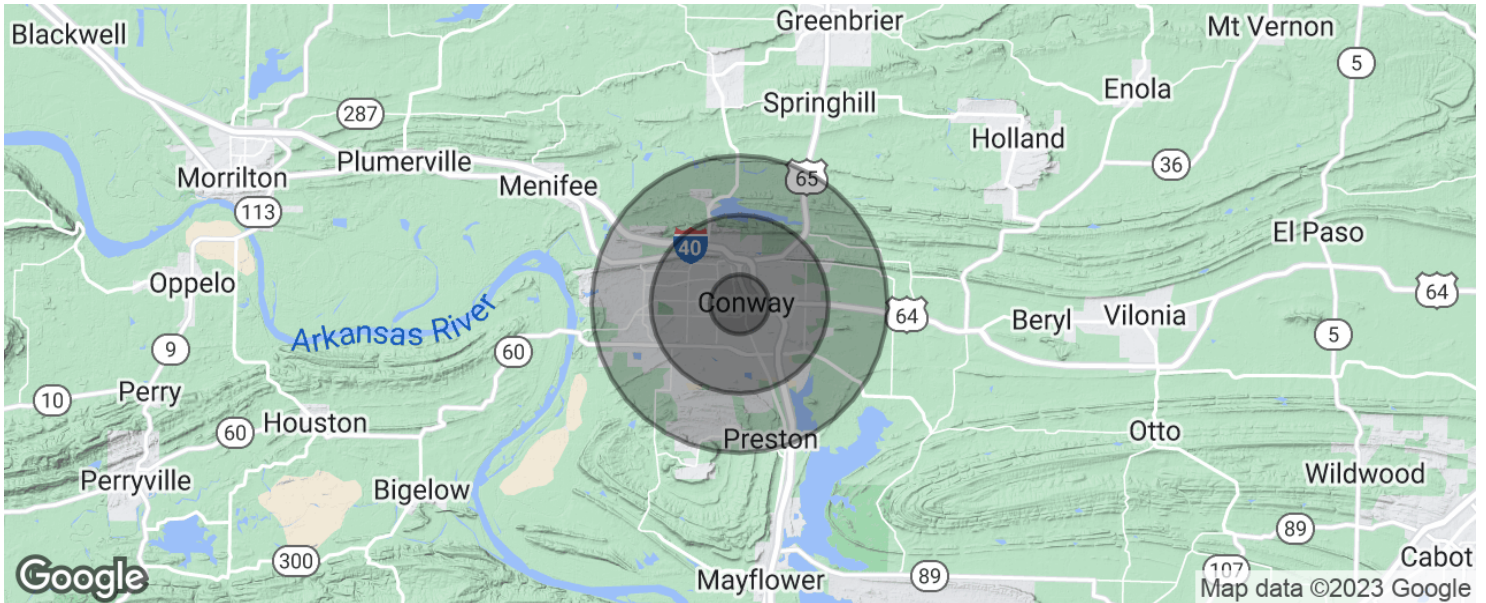 Greenbrier
Mt Vernon
Blackwell
5
Enola
Springhill
287
Holland
Plumerville
36
Morrilton
Menifee
65
113
El Paso
40
Oppelo
64
Conway
Arkansas River
64
Beryl
Vilonia
5
9
60
Perry
10
Houston
60
Preston
Otto
Wildwood
Perryville
Bigelow
89
300
Cabot
Google
Mayflower
89
107
Map data ©2023 Google